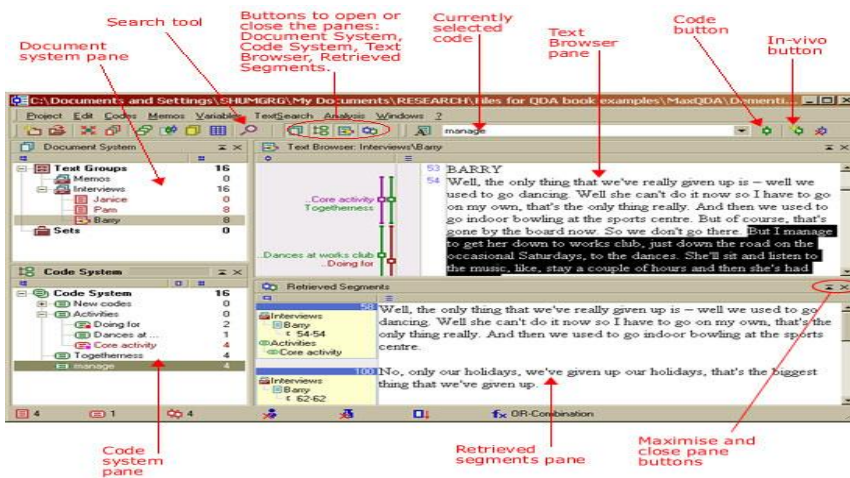 Document
system pane
Search tool
Buttons to open or
close the panes:
Document System,
Code System, Text
Browser, Retrieved
Segments.
Currently
selected
code
Text
Browser
pane
Code
button
In-vivo
button
C:\Documents and Settings\SHUMGRG\My Documents\RESEARCH\Files for QDA book examples\MaxQDA\Dementi...
Project Edit Codes Memos Variables TextSearch Analysis Windows ?
manage
Document System
Text Groups 16
Memos 0
Interviews 16
Janice 0
Pam 8
Barry 8
Sets 0
Text Browser: Interviews\Barry
..Core activity
Togetherness
..Dances at works club
..Doing for
53 BARRY
54 Well, the only thing that we've really given up is – well we
used to go dancing. Well she can't do it now so I have to go
on my own, that's the only thing really. And then we used to
go indoor bowling at the sports centre. But of course, that's
gone by the board now. So we don't go there. But I manage
to get her down to works club, just down the road on the
occasional Saturdays, to the dances. She'll sit and listen to
the music, like, stay a couple of hours and then she's had
Code System
Code System 16
New codes 0
Activities 0
Doing for 2
Dances at ... 1
Core activity 4
Togetherness 4
manage 4
Retrieved Segments
58
Interviews
Barry
54-54
Activities
Core activity
Well, the only thing that we've really given up is – well we used to go
dancing. Well she can't do it now so I have to go on my own, that's the
only thing really. And then we used to go indoor bowling at the sports
centre.
100
Interviews
Barry
62-62
No, only our holidays, we've given up our holidays, that's the biggest
thing that we've given up.
4 1 4 fx OR-Combination
Code
system
pane
Retrieved
segments pane
Maximise and
close pane
buttons